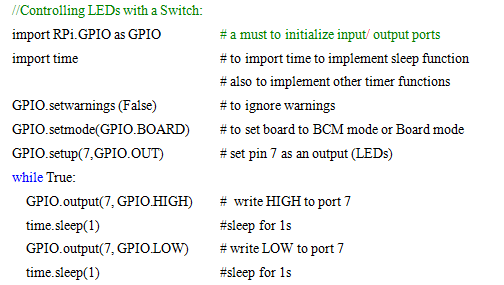 //Controlling LEDs with a Switch:
import RPi.GPIO as GPIO # a must to initialize input/ output ports
import time # to import time to implement sleep function
# also to implement other timer functions
GPIO.setwarnings (False) # to ignore warnings
GPIO.setmode(GPIO.BOARD) # to set board to BCM mode or Board mode
GPIO.setup(7,GPIO.OUT) # set pin 7 as an output (LEDs)
while True:
GPIO.output(7, GPIO.HIGH) # write HIGH to port 7
time.sleep(1) #sleep for 1s
GPIO.output(7, GPIO.LOW) # write LOW to port 7
time.sleep(1) #sleep for 1s